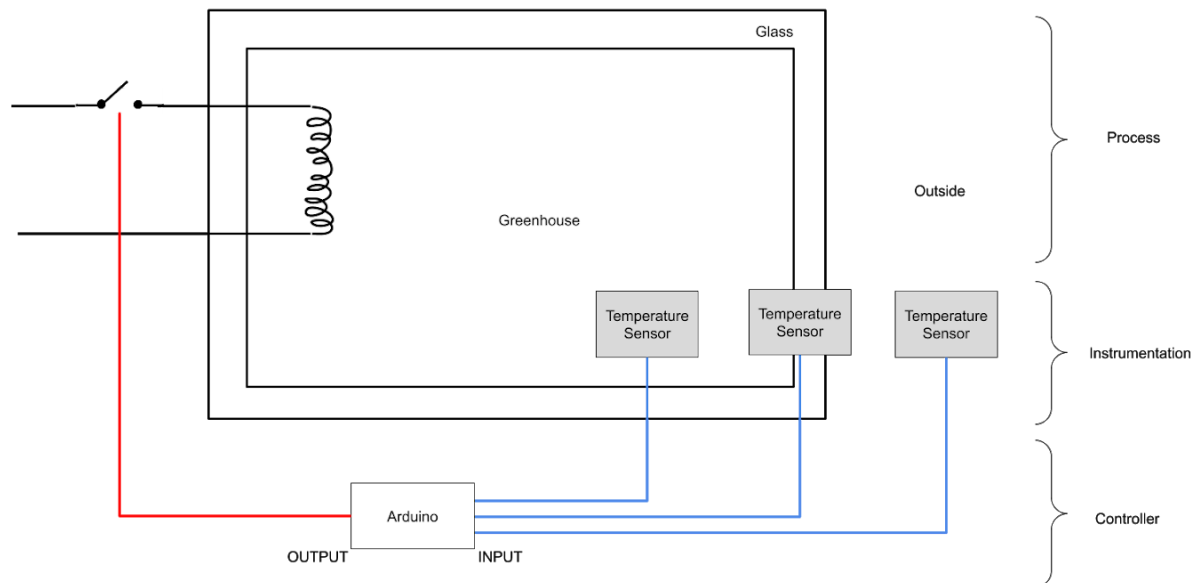 Glass
Process
Outside
Greenhouse
Temperature
Sensor
Temperature
Sensor
Temperature
Sensor
Instrumentation
Arduino
Controller
OUTPUT
INPUT